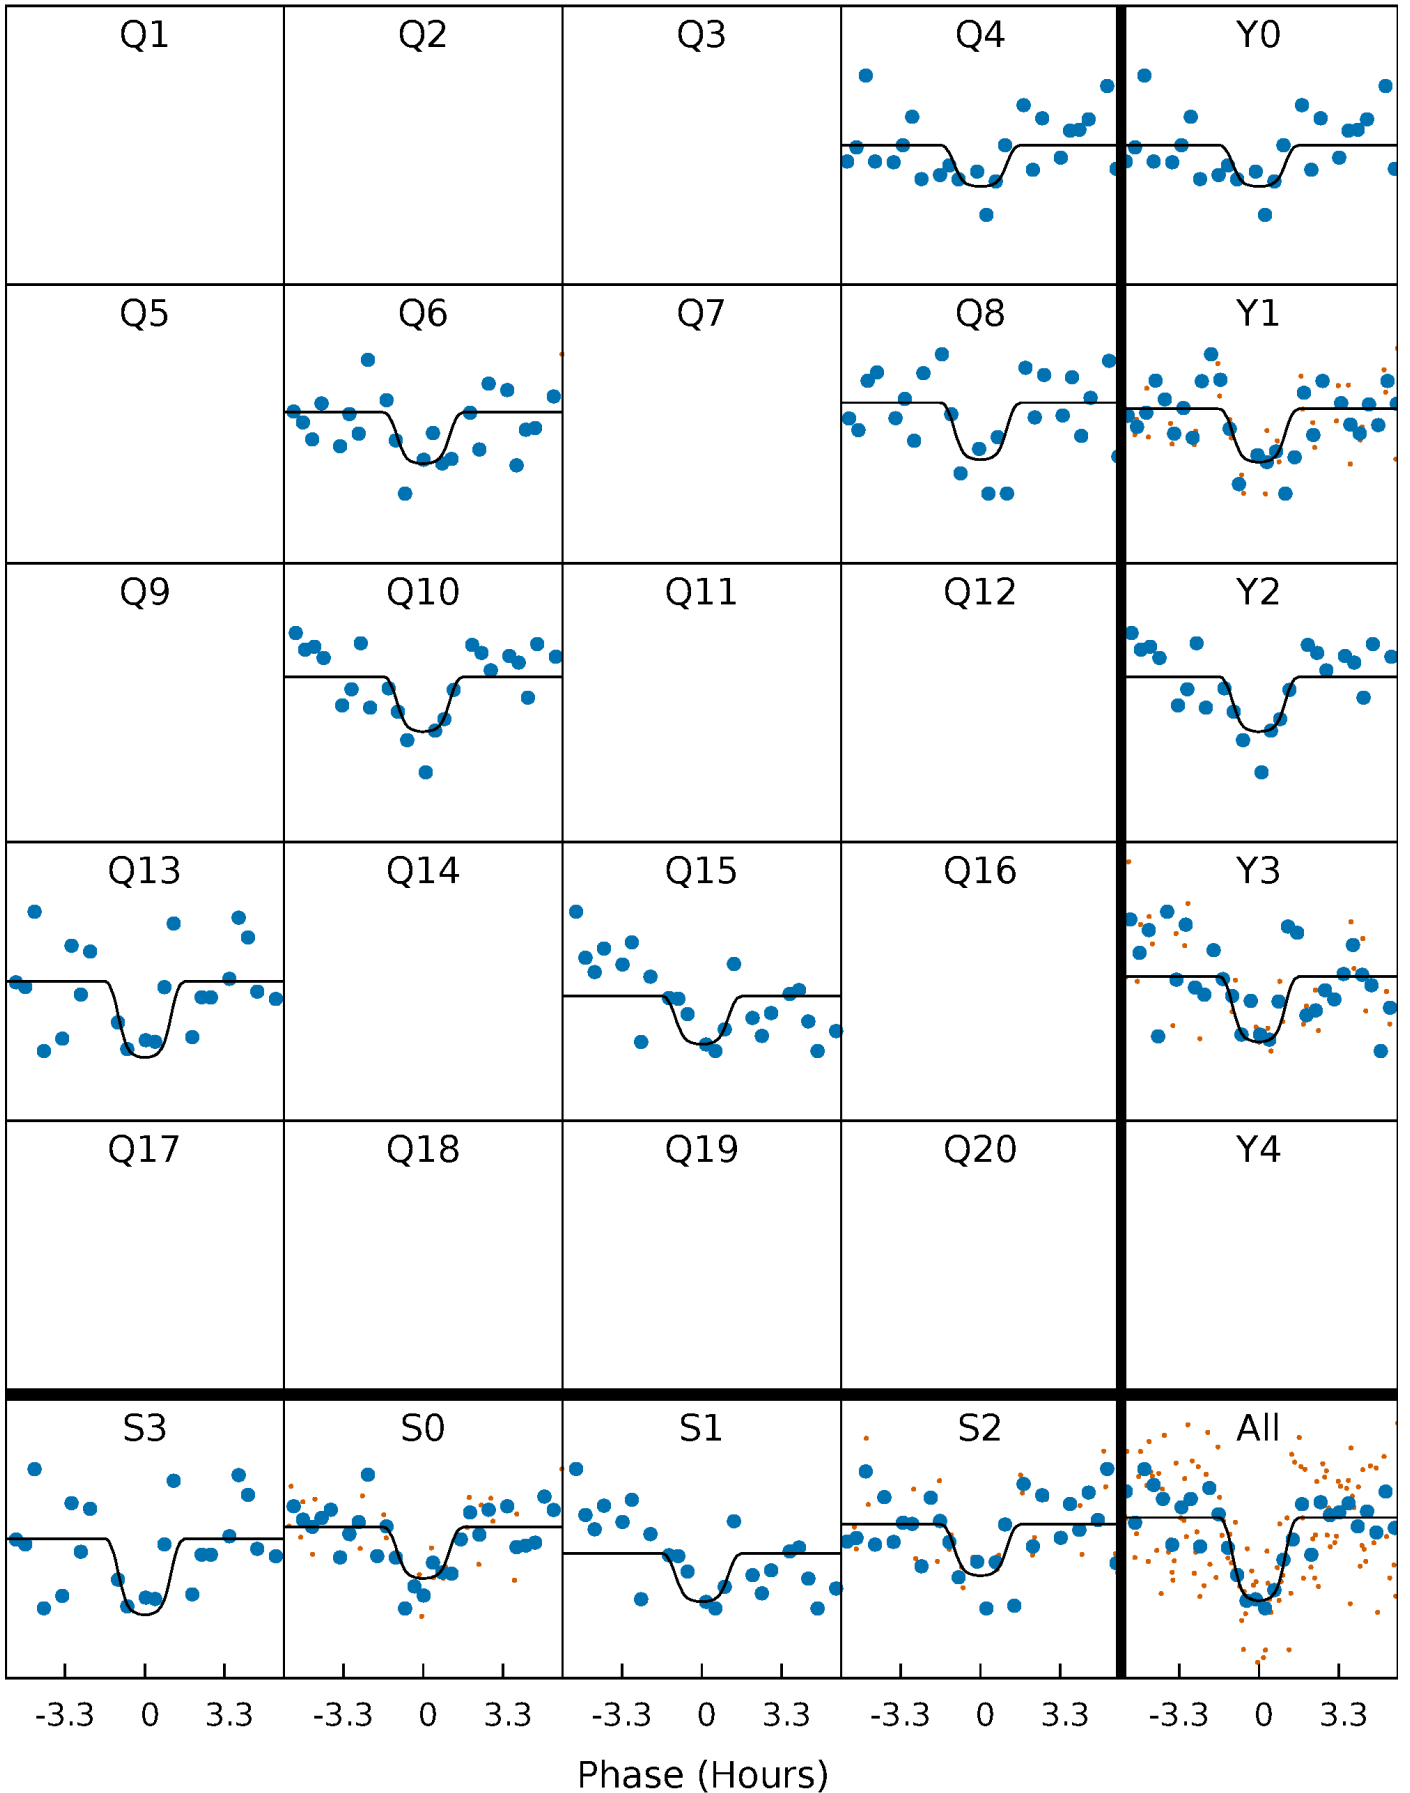 Q1 Q2 Q3 Q4 Y0
Q5 Q6 Q7 Q8 Y1
Q9 Q10 Q11 Q12 Y2
Q13 Q14 Q15 Q16 Y3
Q17 Q18 Q19 Q20 Y4
S3 S0 S1 S2 All
-3.3 0 3.3 -3.3 0 3.3 -3.3 0 3.3 -3.3 0 3.3 -3.3 0 3.3
Phase (Hours)